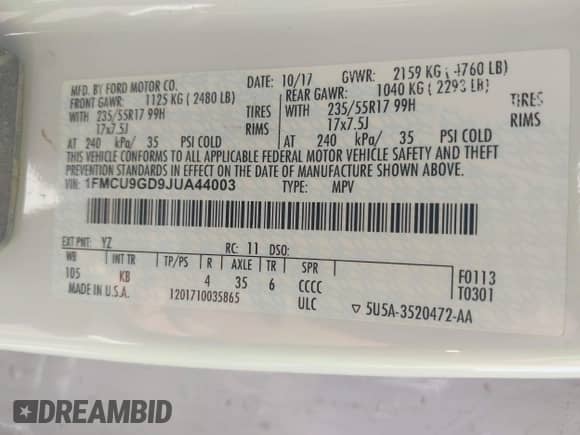 MFD. BY FORD MOTOR CO.
DATE: 10/17 GVWR: 2159 KG (4760 LB)
FRONT GAWR: 1125 KG (2480 LB)
REAR GAWR: 1040 KG (2293 LB)
WITH 235/55R17 99H TIRES
WITH 235/55R17 99H TIRES
17x7.5J RIMS
17x7.5J RIMS
AT 240 kPa/ 35 PSI COLD
AT 240 kPa/ 35 PSI COLD
THIS VEHICLE CONFORMS TO ALL APPLICABLE FEDERAL MOTOR VEHICLE SAFETY AND THEFT
PREVENTION STANDARDS IN EFFECT ON THE DATE OF MANUFACTURE SHOWN ABOVE.
VIN: 1FMCU9GD9JUA44003 TYPE: MPV
EXT PNT: YZ RC: 11 DSO:
WB INT TR TP/PS R AXLE TR SPR
105 KB 4 35 6 CCCC
F0113
T0301
MADE IN U.S.A. 1201710035865 ULC
▽ 5U5A-3520472-AA
DREAMBID